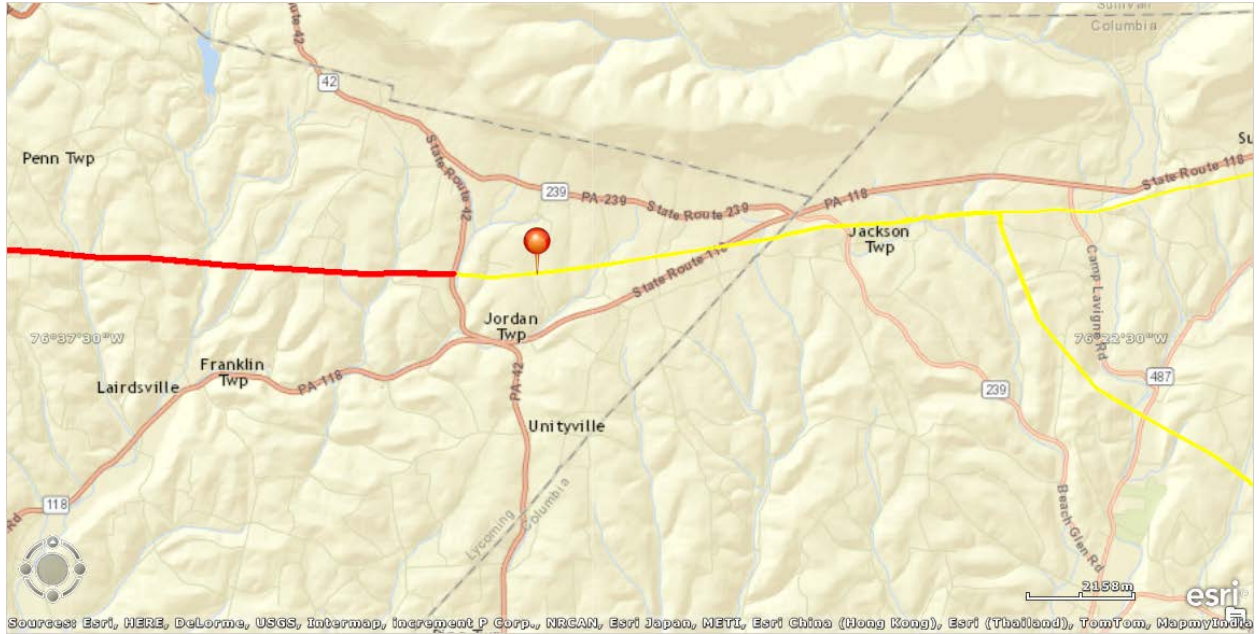 Sullivan
Columbia
Route 42
42
Penn Twp
State Route 42
239
PA-239
State Route 239
PA-118
State Route 118
Jackson
Twp
State Route 118
Jordan
Twp
Camp Lavigne Rd
76°37'30"W
76°22'30"W
Franklin
Twp
Lairdsville
PA-118
PA-42
487
239
Unityville
118
Rd
Lycoming
Columbia
Beach Glen Rd
2158m
esri
Sources: Esri, HERE, DeLorme, USGS, Intermap, increment P Corp., NRCAN, Esri Japan, METI, Esri China (Hong Kong), Esri (Thailand), TomTom, MapmyIndia